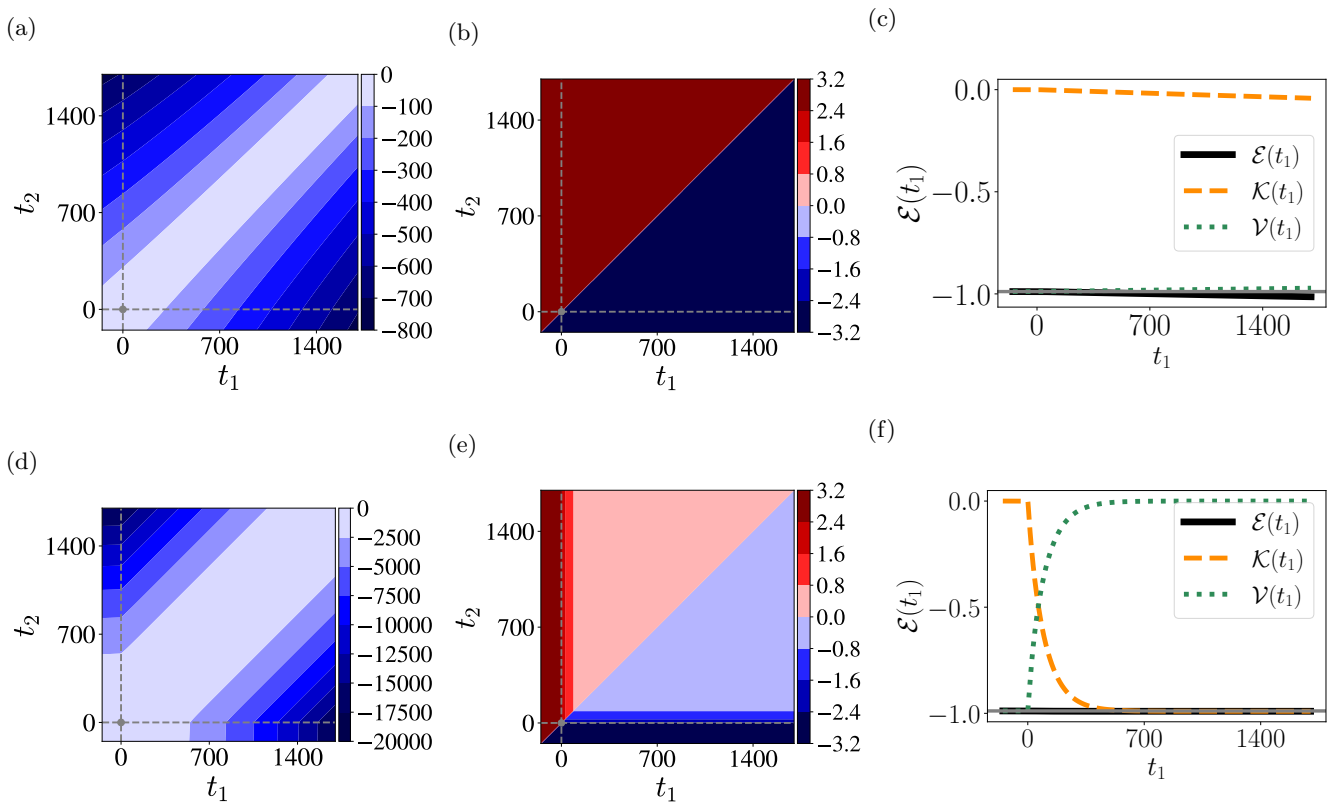 (a)
t₂
1400
700
0
0 700 1400
t₁
0
−100
−200
−300
−400
−500
−600
−700
−800
(b)
t₂
1400
700
0
0 700 1400
t₁
3.2
2.4
1.6
0.8
0.0
−0.8
−1.6
−2.4
−3.2
(c)
ℰ(t₁)
0.0
−0.5
−1.0
0 700 1400
t₁
ℰ(t₁)
𝒦(t₁)
𝒱(t₁)
(d)
t₂
1400
700
0
0 700 1400
t₁
0
−2500
−5000
−7500
−10000
−12500
−15000
−17500
−20000
(e)
t₂
1400
700
0
0 700 1400
t₁
3.2
2.4
1.6
0.8
0.0
−0.8
−1.6
−2.4
−3.2
(f)
ℰ(t₁)
0.0
−0.5
−1.0
0 700 1400
t₁
ℰ(t₁)
𝒦(t₁)
𝒱(t₁)